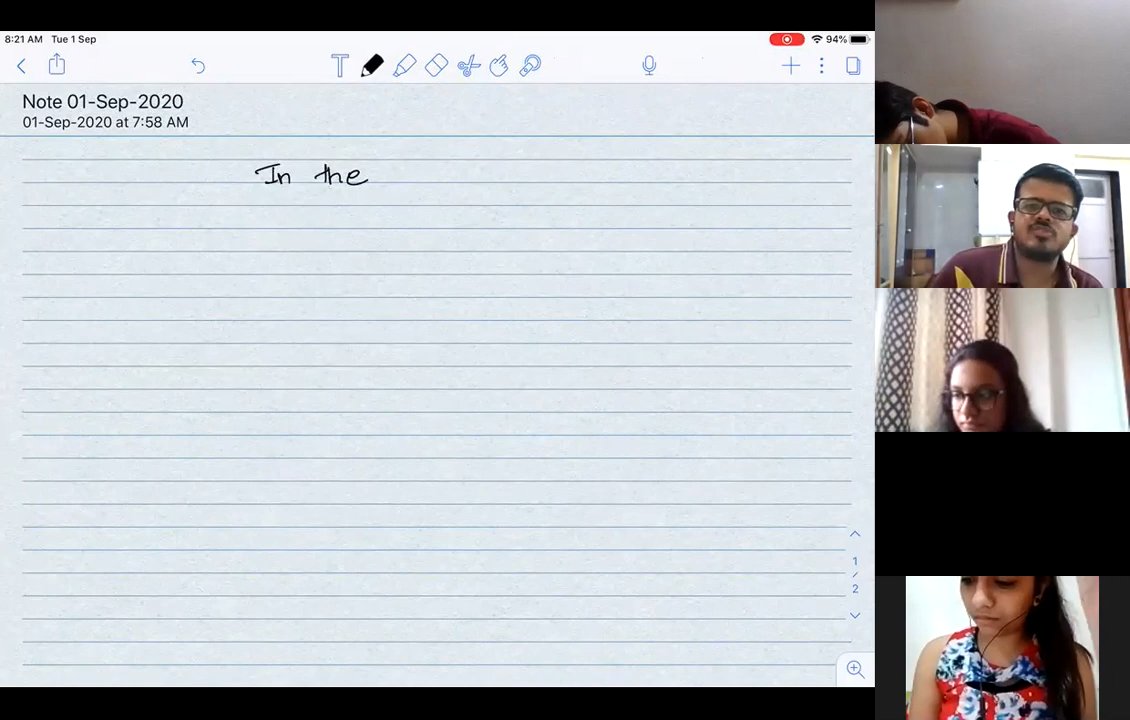 8:21 AM Tue 1 Sep 94%
T
Note 01-Sep-2020
01-Sep-2020 at 7:58 AM
In the
1
/
2